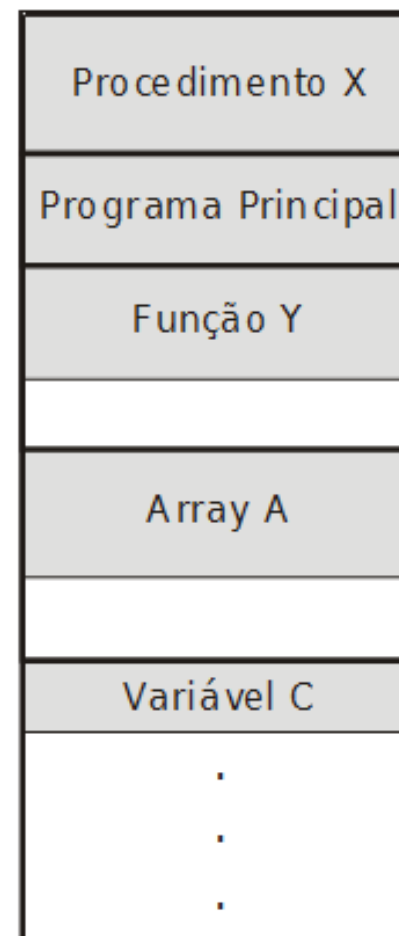 Procedimento X
Programa Principal
Função Y
Array A
Variável C
.
.
.